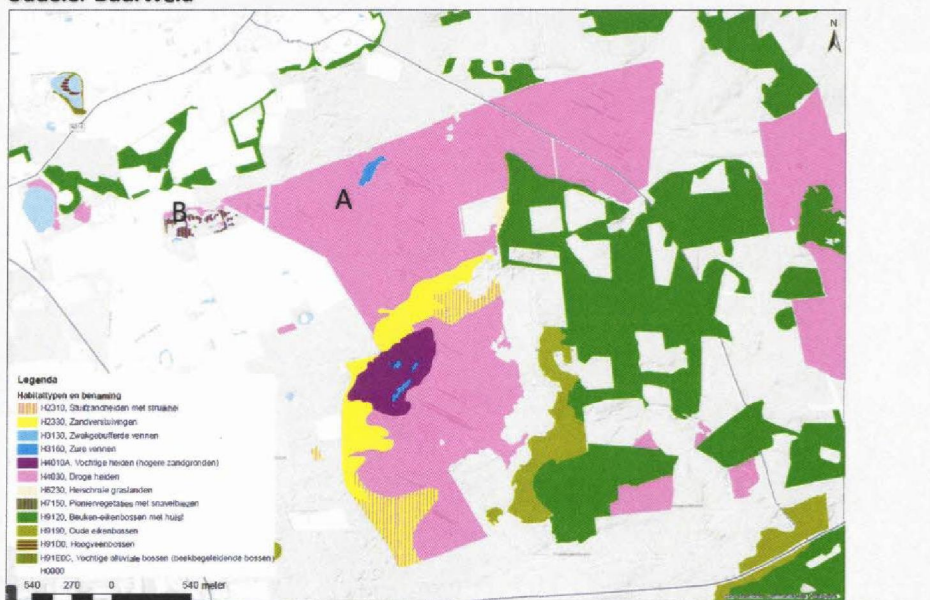 N
A
B
Legenda
Habitattypen en benaming
H2310, Stuifzandheiden met struikhei
H2330, Zandverstuivingen
H3130, Zwakgebufferde vennen
H3160, Zure vennen
H4010A, Vochtige heiden (hogere zandgronden)
H4030, Droge heiden
H6230, Heischrale graslanden
H7150, Pioniervegetaties met snavelbiezen
H9120, Beuken-eikenbossen met hulst
H9190, Oude eikenbossen
H91D0, Hoogveenbossen
H91E0C, Vochtige alluviale bossen (beekbegeleidende bossen)
H0000
540 270 0 540 meter